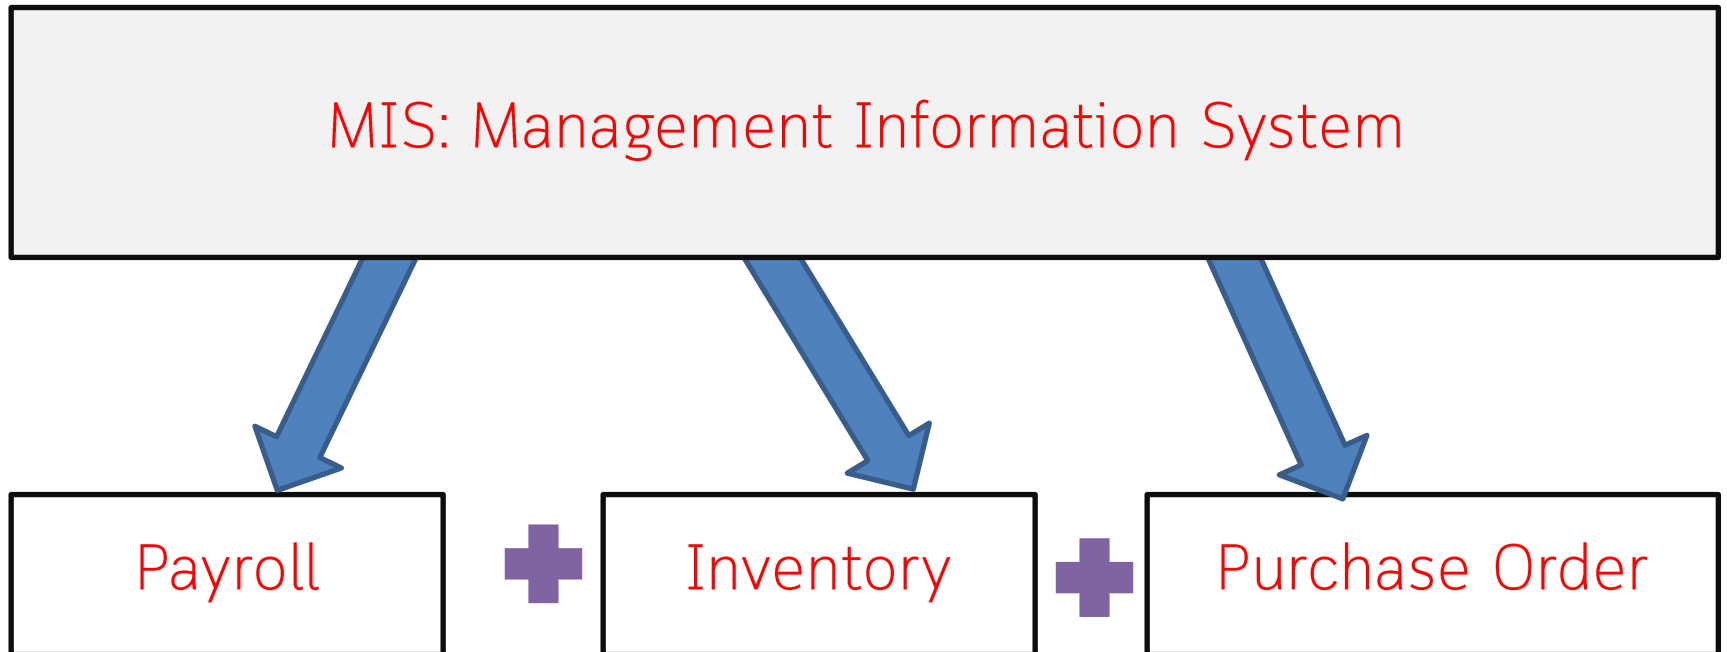 MIS: Management Information System
Payroll
Inventory
Purchase Order